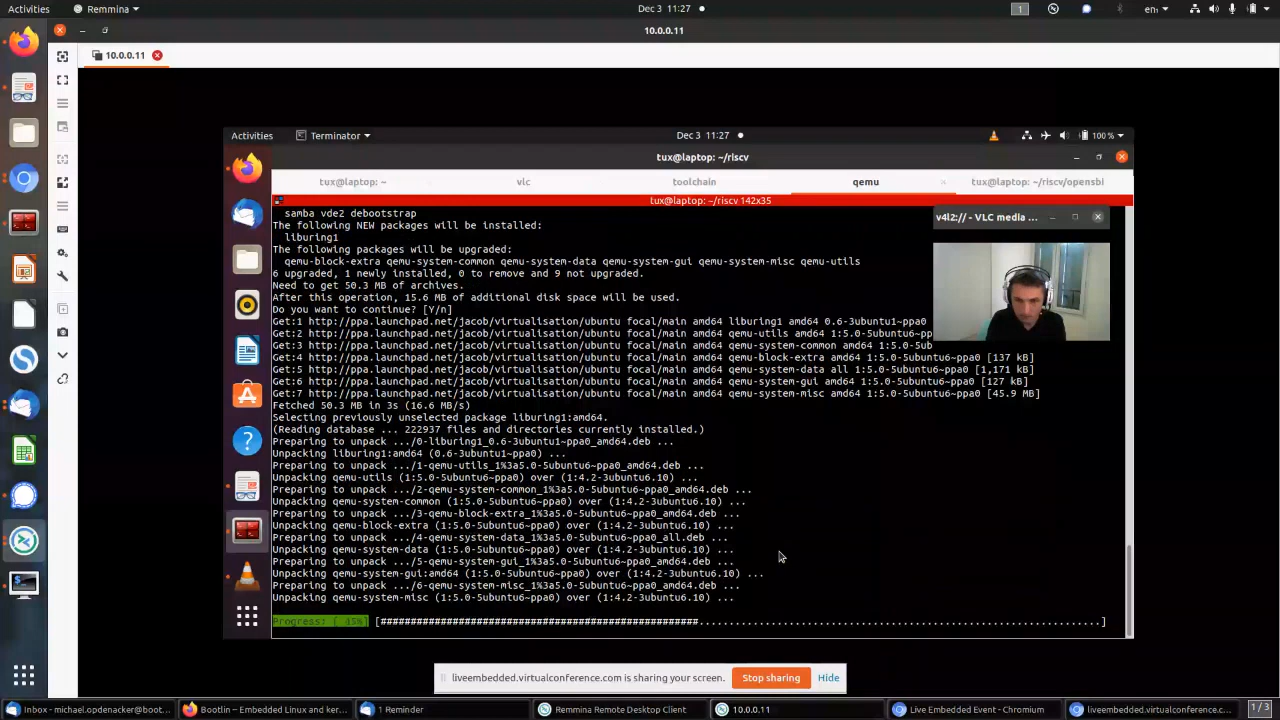 Activities
Remmina
Dec 3 11:27
1
en
10.0.0.11
10.0.0.11
Activities
Terminator
Dec 3 11:27
100 %
tux@laptop: ~/riscv
tux@laptop: ~
vlc
toolchain
qemu
tux@laptop: ~/riscv/opensbi
tux@laptop: ~/riscv 142x35
v4l2:// - VLC media ...
samba vde2 debootstrap
The following NEW packages will be installed:
liburing1
The following packages will be upgraded:
qemu-block-extra qemu-system-common qemu-system-data qemu-system-gui qemu-system-misc qemu-utils
6 upgraded, 1 newly installed, 0 to remove and 9 not upgraded.
Need to get 50.3 MB of archives.
After this operation, 15.6 MB of additional disk space will be used.
Do you want to continue? [Y/n]
Get:1 http://ppa.launchpad.net/jacob/virtualisation/ubuntu focal/main amd64 liburing1 amd64 0.6-3ubuntu1~ppa0
Get:2 http://ppa.launchpad.net/jacob/virtualisation/ubuntu focal/main amd64 qemu-utils amd64 1:5.0-5ubuntu6~pp
Get:3 http://ppa.launchpad.net/jacob/virtualisation/ubuntu focal/main amd64 qemu-system-common amd64 1:5.0-5ub
Get:4 http://ppa.launchpad.net/jacob/virtualisation/ubuntu focal/main amd64 qemu-block-extra amd64 1:5.0-5ubuntu6~ppa0 [137 kB]
Get:5 http://ppa.launchpad.net/jacob/virtualisation/ubuntu focal/main amd64 qemu-system-data all 1:5.0-5ubuntu6~ppa0 [1,171 kB]
Get:6 http://ppa.launchpad.net/jacob/virtualisation/ubuntu focal/main amd64 qemu-system-gui amd64 1:5.0-5ubuntu6~ppa0 [127 kB]
Get:7 http://ppa.launchpad.net/jacob/virtualisation/ubuntu focal/main amd64 qemu-system-misc amd64 1:5.0-5ubuntu6~ppa0 [45.9 MB]
Fetched 50.3 MB in 3s (16.6 MB/s)
Selecting previously unselected package liburing1:amd64.
(Reading database ... 222937 files and directories currently installed.)
Preparing to unpack .../0-liburing1_0.6-3ubuntu1~ppa0_amd64.deb ...
Unpacking liburing1:amd64 (0.6-3ubuntu1~ppa0) ...
Preparing to unpack .../1-qemu-utils_1%3a5.0-5ubuntu6~ppa0_amd64.deb ...
Unpacking qemu-utils (1:5.0-5ubuntu6~ppa0) over (1:4.2-3ubuntu6.10) ...
Preparing to unpack .../2-qemu-system-common_1%3a5.0-5ubuntu6~ppa0_amd64.deb ...
Unpacking qemu-system-common (1:5.0-5ubuntu6~ppa0) over (1:4.2-3ubuntu6.10) ...
Preparing to unpack .../3-qemu-block-extra_1%3a5.0-5ubuntu6~ppa0_amd64.deb ...
Unpacking qemu-block-extra (1:5.0-5ubuntu6~ppa0) over (1:4.2-3ubuntu6.10) ...
Preparing to unpack .../4-qemu-system-data_1%3a5.0-5ubuntu6~ppa0_all.deb ...
Unpacking qemu-system-data (1:5.0-5ubuntu6~ppa0) over (1:4.2-3ubuntu6.10) ...
Preparing to unpack .../5-qemu-system-gui_1%3a5.0-5ubuntu6~ppa0_amd64.deb ...
Unpacking qemu-system-gui:amd64 (1:5.0-5ubuntu6~ppa0) over (1:4.2-3ubuntu6.10) ...
Preparing to unpack .../6-qemu-system-misc_1%3a5.0-5ubuntu6~ppa0_amd64.deb ...
Unpacking qemu-system-misc (1:5.0-5ubuntu6~ppa0) over (1:4.2-3ubuntu6.10) ...
Progress: [ 45%]
liveembedded.virtualconference.com is sharing your screen.
Stop sharing
Hide
Inbox - michael.opdenacker@boot...
Bootlin – Embedded Linux and ker...
1 Reminder
Remmina Remote Desktop Client
10.0.0.11
Live Embedded Event - Chromium
liveembedded.virtualconference.c...
1 / 3